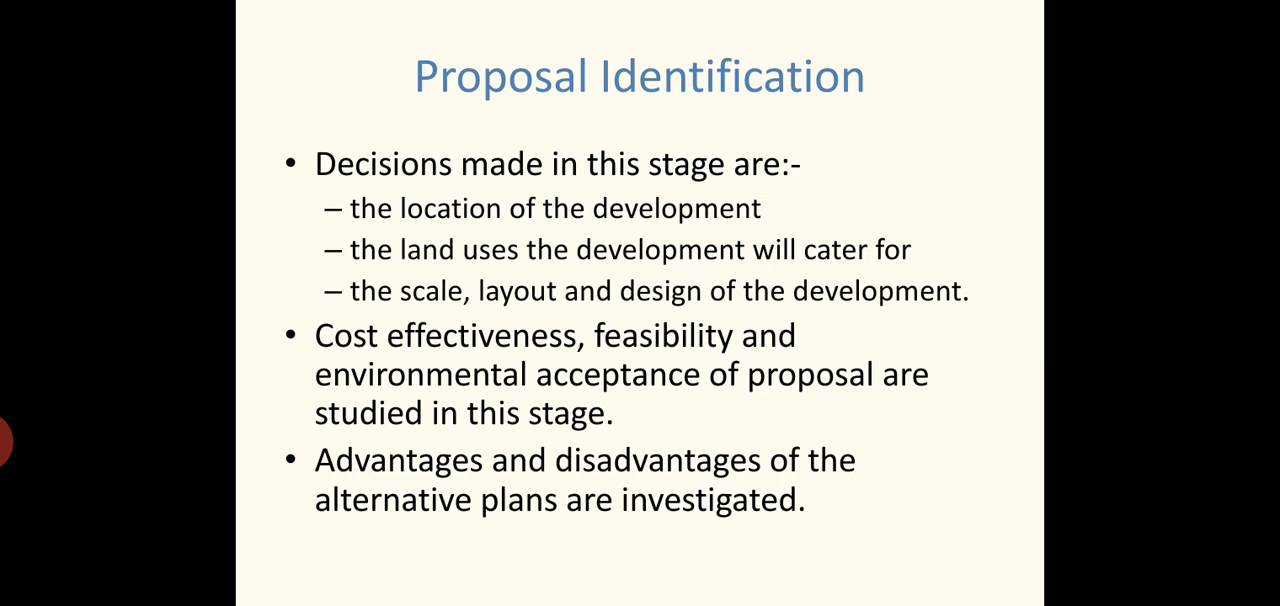 Proposal Identification
• Decisions made in this stage are:-
– the location of the development
– the land uses the development will cater for
– the scale, layout and design of the development.
• Cost effectiveness, feasibility and
environmental acceptance of proposal are
studied in this stage.
• Advantages and disadvantages of the
alternative plans are investigated.